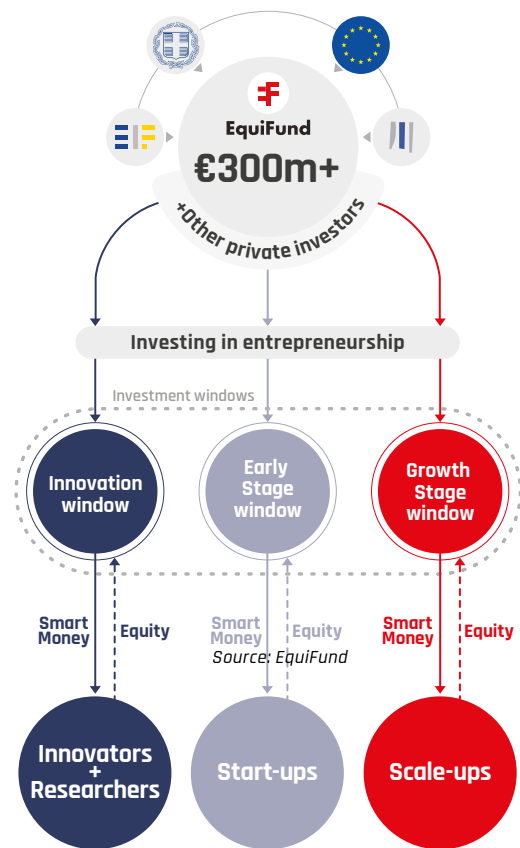 EIF
EquiFund
€300m+
+Other private investors
Investing in entrepreneurship
Investment windows
Innovation
window
Early
Stage
window
Growth
Stage
window
Smart
Money
Equity
Smart
Money
Equity
Smart
Money
Equity
Source: EquiFund
Innovators
+
Researchers
Start-ups
Scale-ups